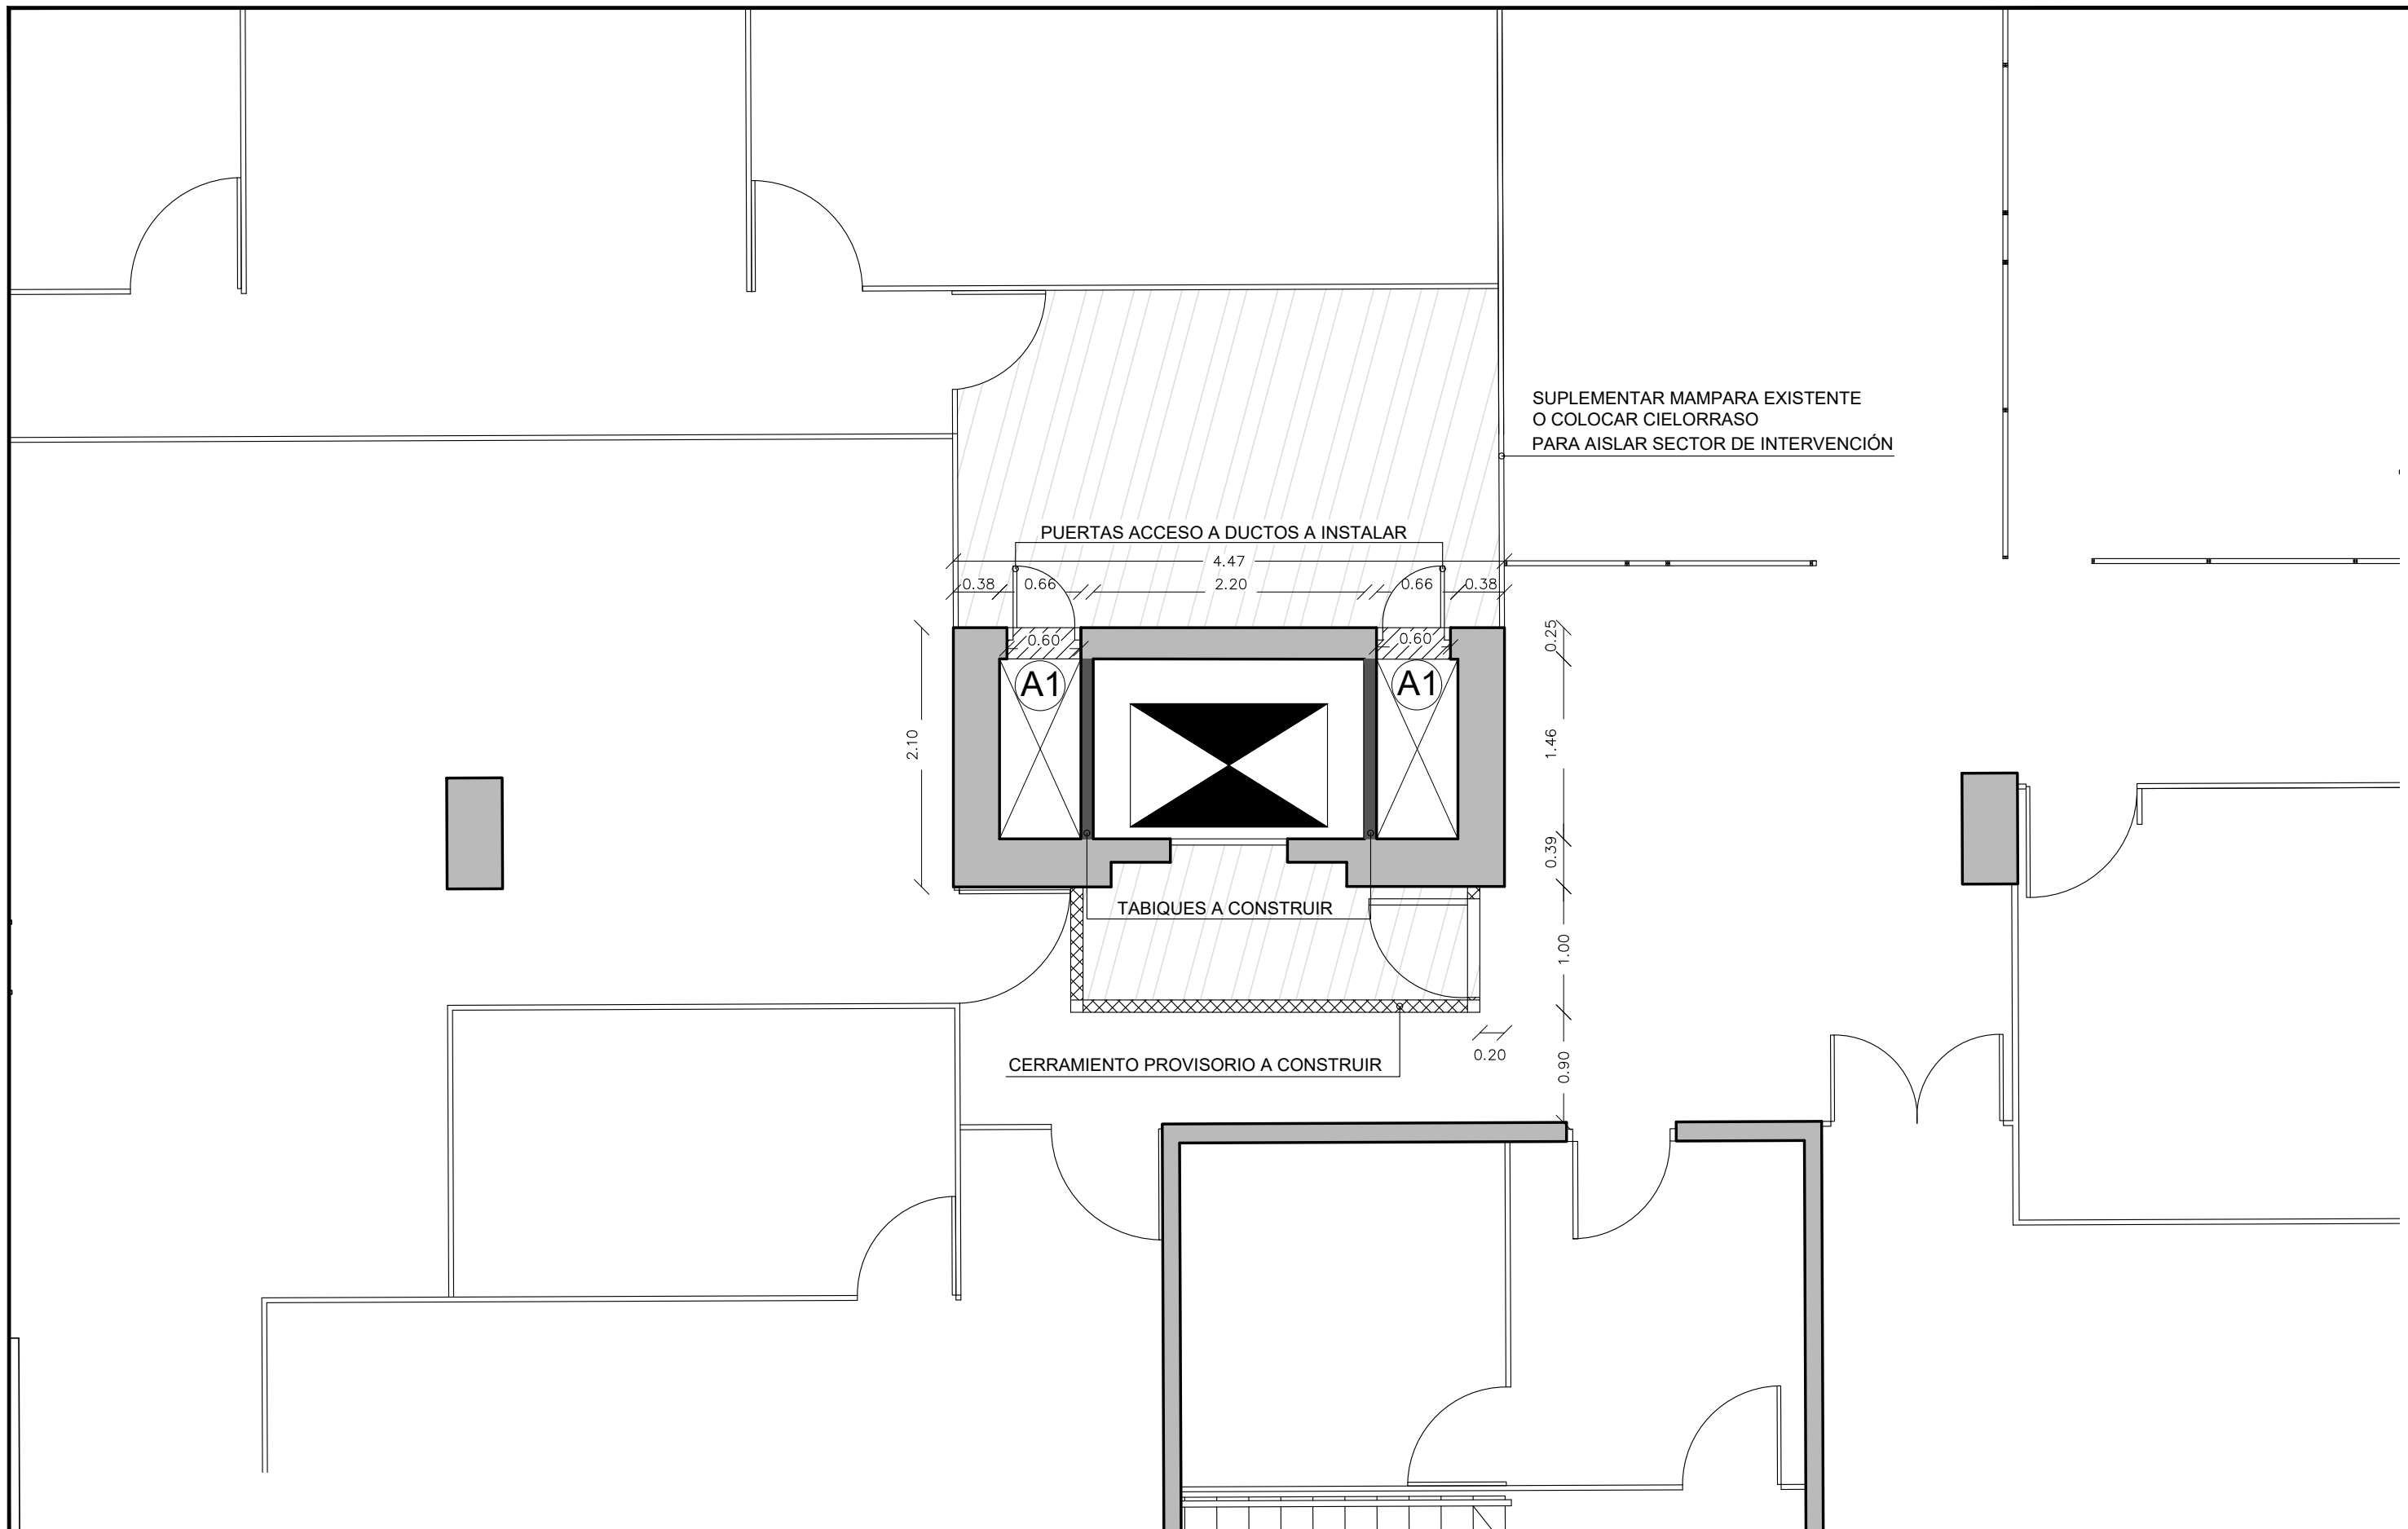 SUPLEMENTAR MAMPARA EXISTENTE
O COLOCAR CIELORRASO
PARA AISLAR SECTOR DE INTERVENCIÓN
PUERTAS ACCESO A DUCTOS A INSTALAR
4.47
0.38
0.66
2.20
0.66
0.38
0.60
0.60
0.25
A1
A1
2.10
1.46
0.39
TABIQUES A CONSTRUIR
1.00
0.20
CERRAMIENTO PROVISORIO A CONSTRUIR
0.90